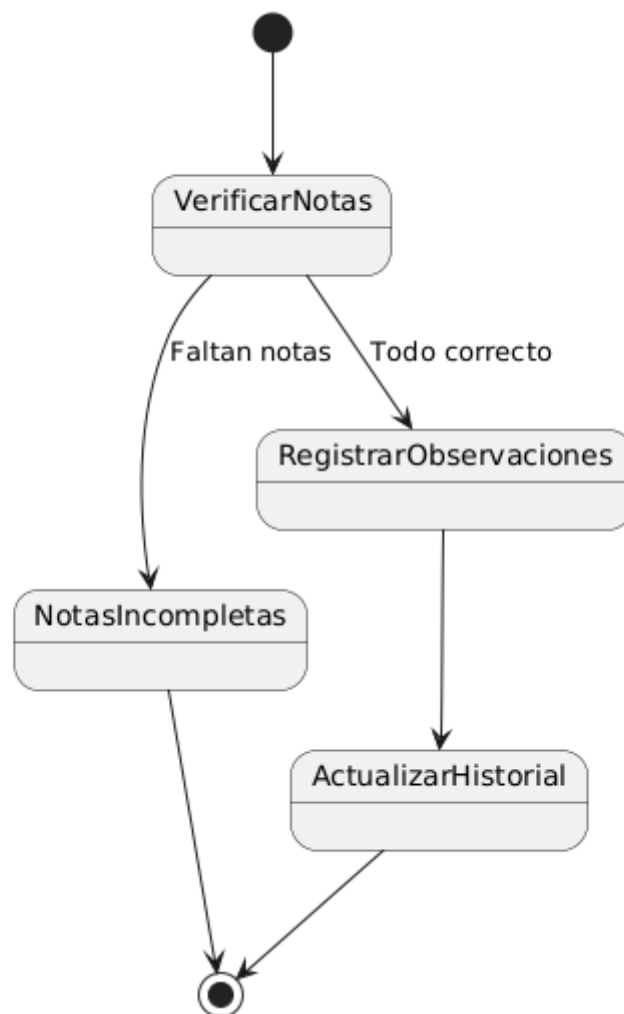 VerificarNotas
Faltan notas
Todo correcto
RegistrarObservaciones
NotasIncompletas
ActualizarHistorial